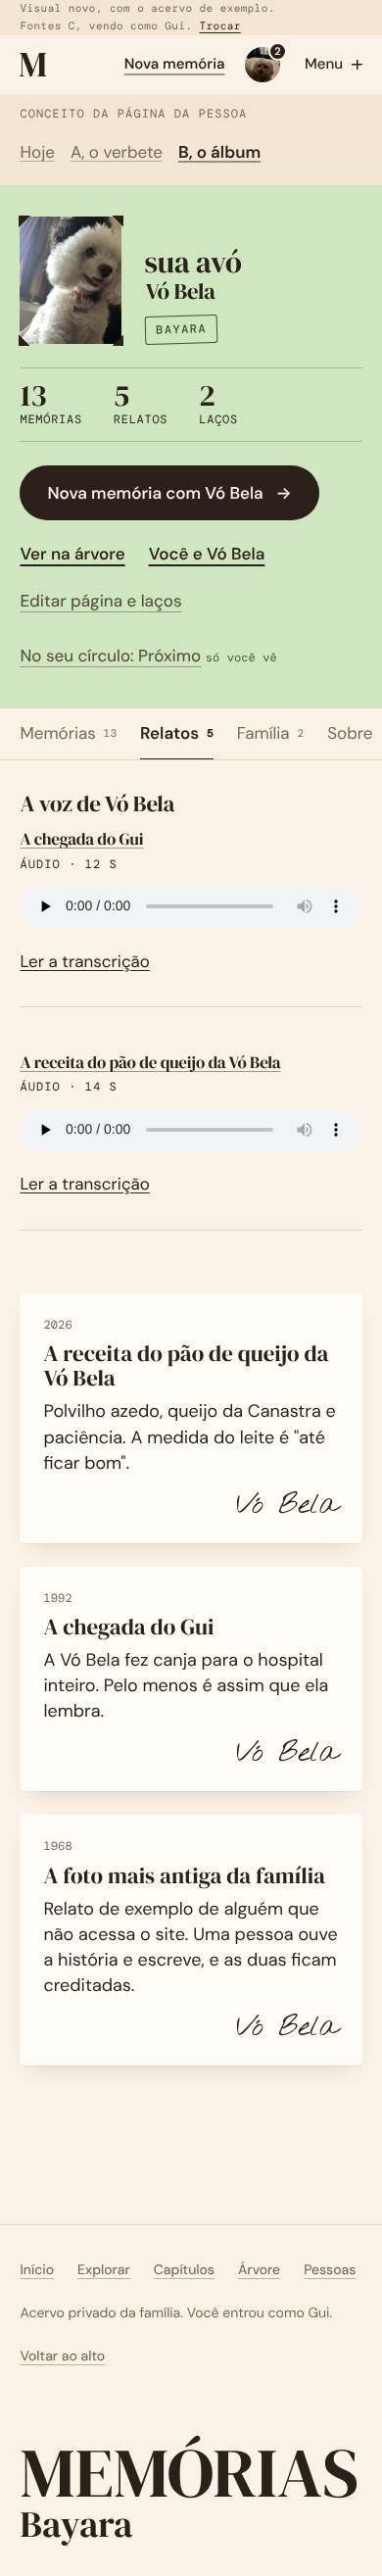 Visual novo, com o acervo de exemplo.
Fontes C, vendo como Gui. Trocar
M
Nova memória
2
Menu +
CONCEITO DA PÁGINA DA PESSOA
Hoje A, o verbete B, o álbum
sua avó
Vó Bela
BAYARA
13 5 2
MEMÓRIAS RELATOS LAÇOS
Nova memória com Vó Bela →
Ver na árvore Você e Vó Bela
Editar página e laços
No seu círculo: Próximo só você vê
Memórias 13 Relatos 5 Família 2 Sobre
A voz de Vó Bela
A chegada do Gui
ÁUDIO · 12 S
0:00 / 0:00
Ler a transcrição
A receita do pão de queijo da Vó Bela
ÁUDIO · 14 S
0:00 / 0:00
Ler a transcrição
2026
A receita do pão de queijo da
Vó Bela
Polvilho azedo, queijo da Canastra e
paciência. A medida do leite é "até
ficar bom".
Vó Bela
1992
A chegada do Gui
A Vó Bela fez canja para o hospital
inteiro. Pelo menos é assim que ela
lembra.
Vó Bela
1968
A foto mais antiga da família
Relato de exemplo de alguém que
não acessa o site. Uma pessoa ouve
a história e escreve, e as duas ficam
creditadas.
Vó Bela
Início Explorar Capítulos Árvore Pessoas
Acervo privado da família. Você entrou como Gui.
Voltar ao alto
MEMÓRIAS
Bayara